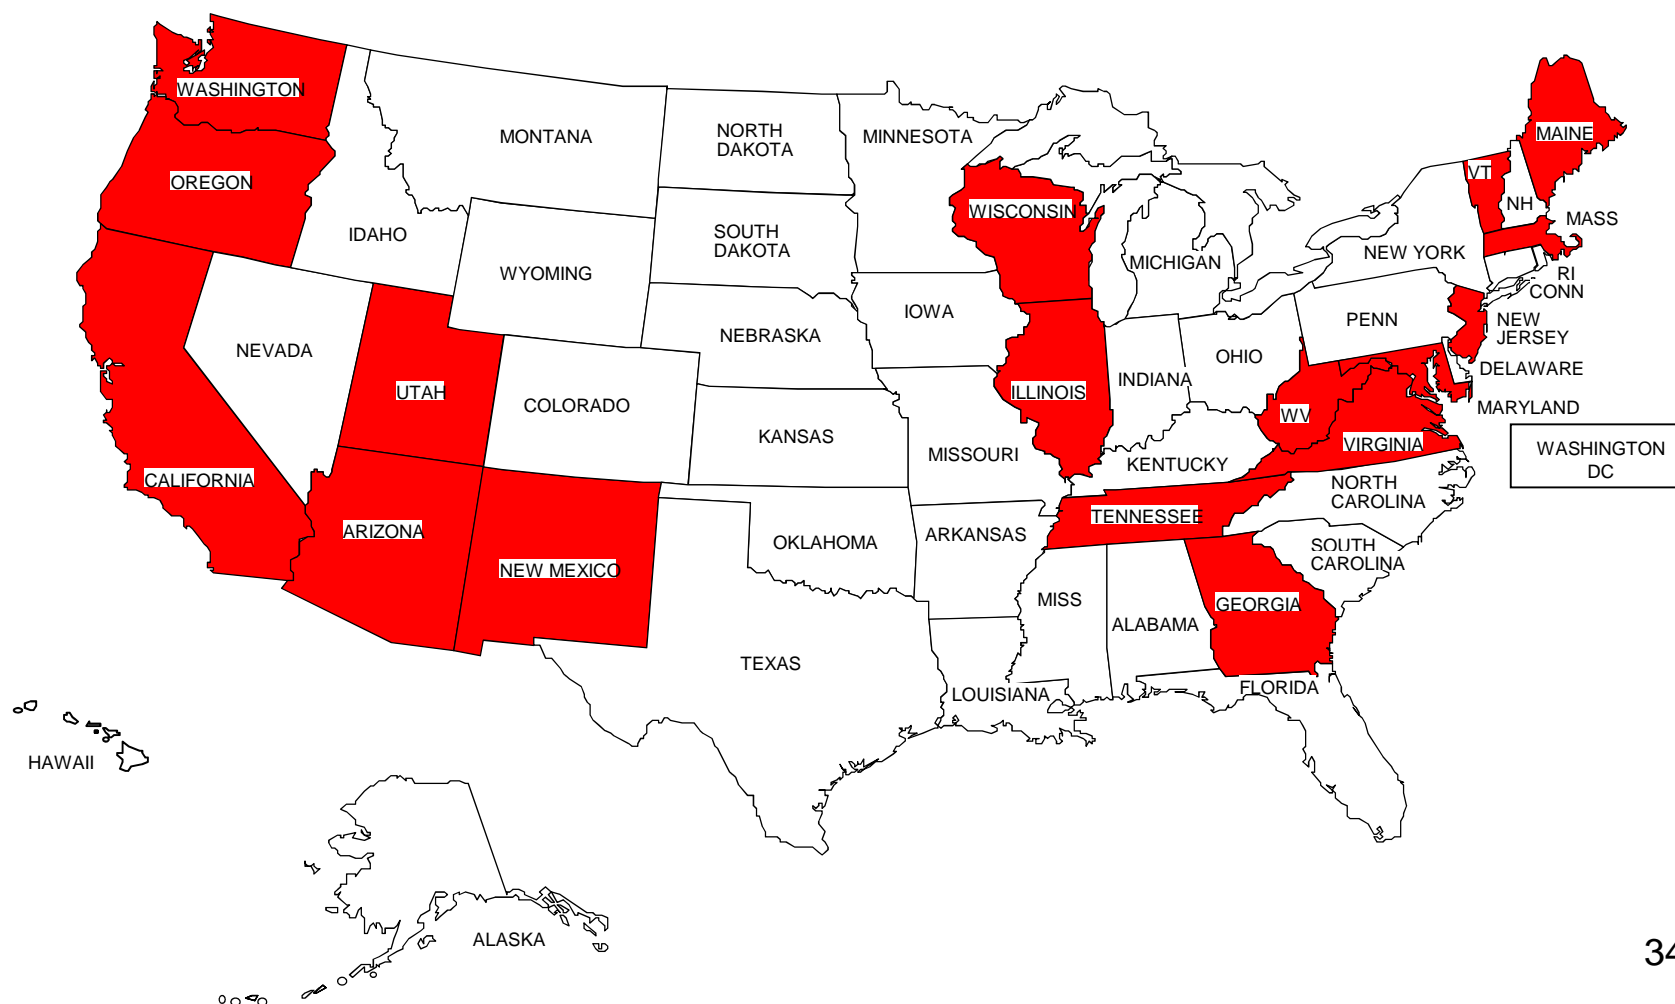 WASHINGTON
MONTANA
NORTH
DAKOTA
MINNESOTA
MAINE
OREGON
VT
NH
MASS
IDAHO
WISCONSIN
SOUTH
DAKOTA
NEW YORK
WYOMING
MICHIGAN
RI
CONN
IOWA
PENN
NEW
JERSEY
NEVADA
NEBRASKA
OHIO
DELAWARE
UTAH
COLORADO
ILLINOIS
INDIANA
MARYLAND
WV
KANSAS
VIRGINIA
MISSOURI
KENTUCKY
WASHINGTON
DC
CALIFORNIA
NORTH
CAROLINA
ARIZONA
TENNESSEE
OKLAHOMA
ARKANSAS
SOUTH
CAROLINA
NEW MEXICO
MISS
GEORGIA
ALABAMA
TEXAS
LOUISIANA
FLORIDA
HAWAII
ALASKA
34